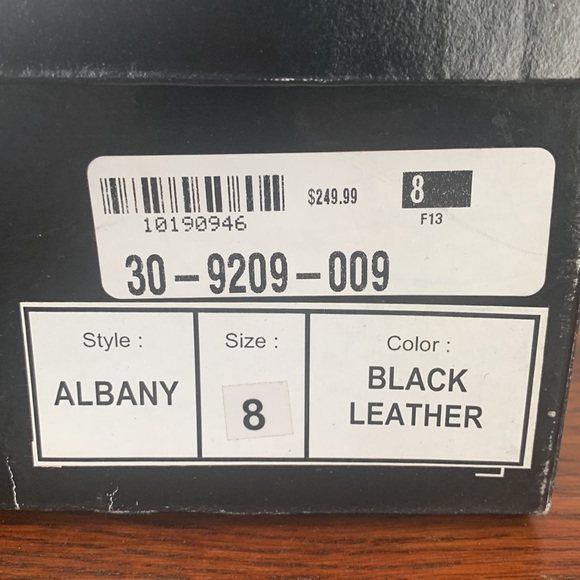 $249.99
8
F13
10190946
30-9209-009
Style :
ALBANY
Size :
8
Color :
BLACK
LEATHER